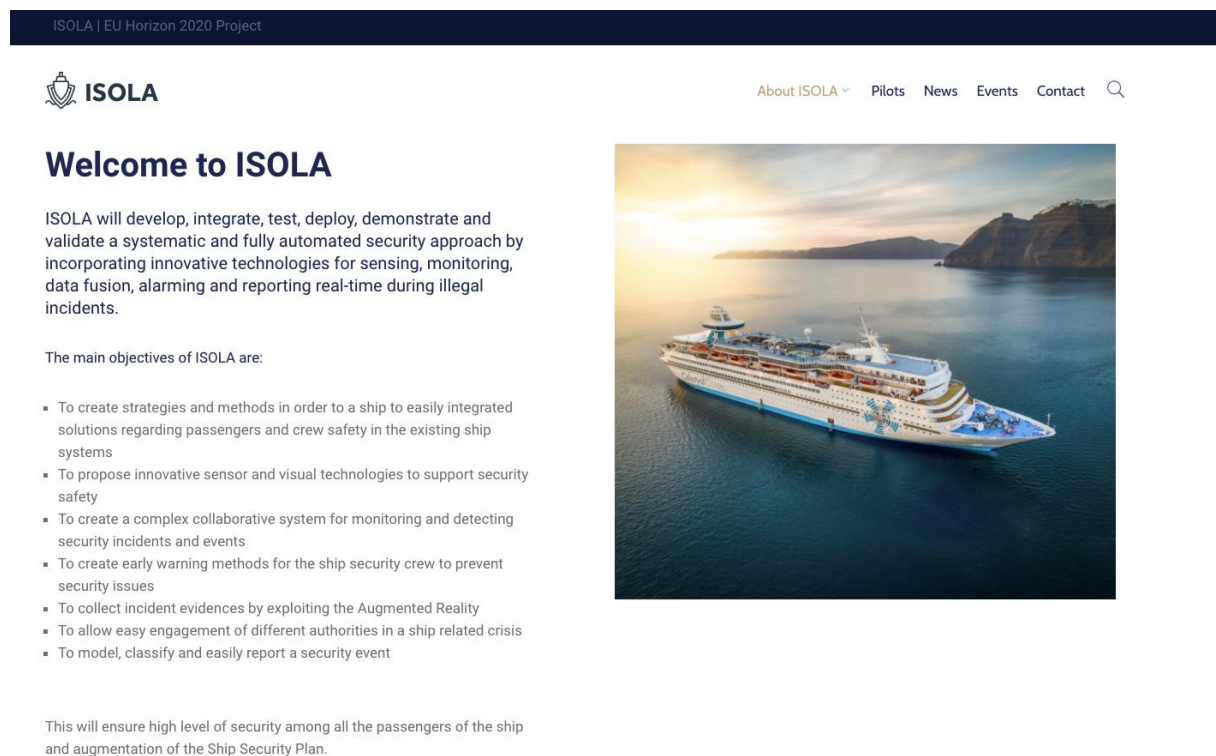 ISOLA | EU Horizon 2020 Project
ISOLA
About ISOLA Pilots News Events Contact
Welcome to ISOLA
ISOLA will develop, integrate, test, deploy, demonstrate and
validate a systematic and fully automated security approach by
incorporating innovative technologies for sensing, monitoring,
data fusion, alarming and reporting real-time during illegal
incidents.
The main objectives of ISOLA are:
To create strategies and methods in order to a ship to easily integrated
solutions regarding passengers and crew safety in the existing ship
systems
To propose innovative sensor and visual technologies to support security
safety
To create a complex collaborative system for monitoring and detecting
security incidents and events
To create early warning methods for the ship security crew to prevent
security issues
To collect incident evidences by exploiting the Augmented Reality
To allow easy engagement of different authorities in a ship related crisis
To model, classify and easily report a security event
This will ensure high level of security among all the passengers of the ship
and augmentation of the Ship Security Plan.